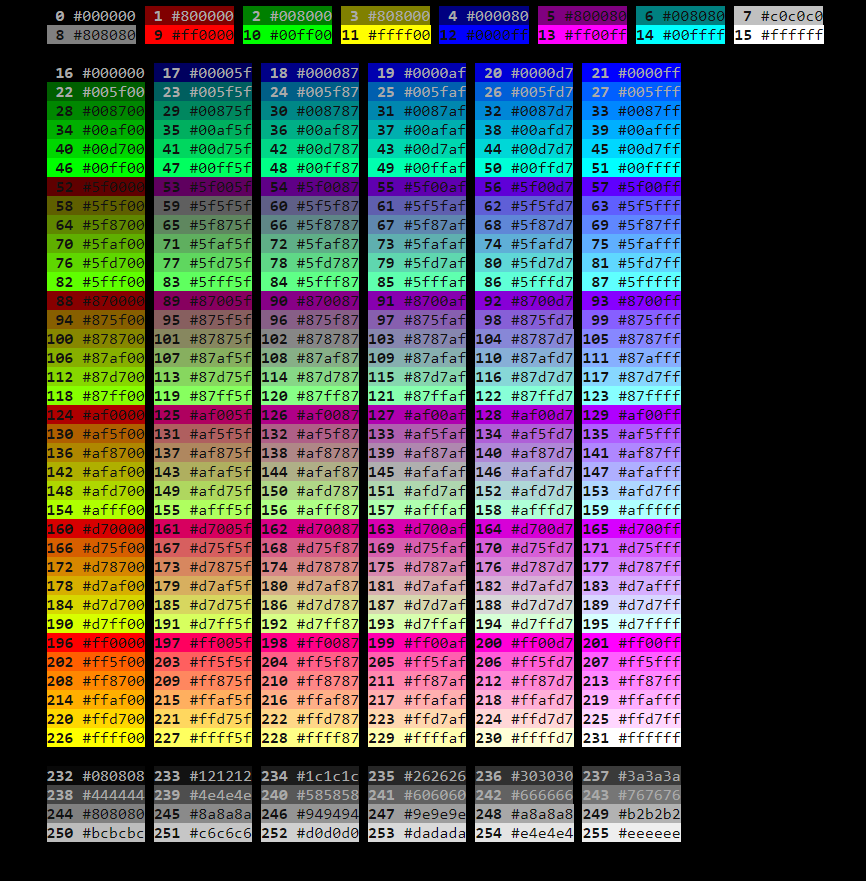 0 #000000 1 #800000 2 #008000 3 #808000 4 #000080 5 #800080 6 #008080 7 #c0c0c0
8 #808080 9 #ff0000 10 #00ff00 11 #ffff00 12 #0000ff 13 #ff00ff 14 #00ffff 15 #ffffff
16 #000000 17 #00005f 18 #000087 19 #0000af 20 #0000d7 21 #0000ff
22 #005f00 23 #005f5f 24 #005f87 25 #005faf 26 #005fd7 27 #005fff
28 #008700 29 #00875f 30 #008787 31 #0087af 32 #0087d7 33 #0087ff
34 #00af00 35 #00af5f 36 #00af87 37 #00afaf 38 #00afd7 39 #00afff
40 #00d700 41 #00d75f 42 #00d787 43 #00d7af 44 #00d7d7 45 #00d7ff
46 #00ff00 47 #00ff5f 48 #00ff87 49 #00ffaf 50 #00ffd7 51 #00ffff
52 #5f0000 53 #5f005f 54 #5f0087 55 #5f00af 56 #5f00d7 57 #5f00ff
58 #5f5f00 59 #5f5f5f 60 #5f5f87 61 #5f5faf 62 #5f5fd7 63 #5f5fff
64 #5f8700 65 #5f875f 66 #5f8787 67 #5f87af 68 #5f87d7 69 #5f87ff
70 #5faf00 71 #5faf5f 72 #5faf87 73 #5fafaf 74 #5fafd7 75 #5fafff
76 #5fd700 77 #5fd75f 78 #5fd787 79 #5fd7af 80 #5fd7d7 81 #5fd7ff
82 #5fff00 83 #5fff5f 84 #5fff87 85 #5fffaf 86 #5fffd7 87 #5fffff
88 #870000 89 #87005f 90 #870087 91 #8700af 92 #8700d7 93 #8700ff
94 #875f00 95 #875f5f 96 #875f87 97 #875faf 98 #875fd7 99 #875fff
100 #878700 101 #87875f 102 #878787 103 #8787af 104 #8787d7 105 #8787ff
106 #87af00 107 #87af5f 108 #87af87 109 #87afaf 110 #87afd7 111 #87afff
112 #87d700 113 #87d75f 114 #87d787 115 #87d7af 116 #87d7d7 117 #87d7ff
118 #87ff00 119 #87ff5f 120 #87ff87 121 #87ffaf 122 #87ffd7 123 #87ffff
124 #af0000 125 #af005f 126 #af0087 127 #af00af 128 #af00d7 129 #af00ff
130 #af5f00 131 #af5f5f 132 #af5f87 133 #af5faf 134 #af5fd7 135 #af5fff
136 #af8700 137 #af875f 138 #af8787 139 #af87af 140 #af87d7 141 #af87ff
142 #afaf00 143 #afaf5f 144 #afaf87 145 #afafaf 146 #afafd7 147 #afafff
148 #afd700 149 #afd75f 150 #afd787 151 #afd7af 152 #afd7d7 153 #afd7ff
154 #afff00 155 #afff5f 156 #afff87 157 #afffaf 158 #afffd7 159 #afffff
160 #d70000 161 #d7005f 162 #d70087 163 #d700af 164 #d700d7 165 #d700ff
166 #d75f00 167 #d75f5f 168 #d75f87 169 #d75faf 170 #d75fd7 171 #d75fff
172 #d78700 173 #d7875f 174 #d78787 175 #d787af 176 #d787d7 177 #d787ff
178 #d7af00 179 #d7af5f 180 #d7af87 181 #d7afaf 182 #d7afd7 183 #d7afff
184 #d7d700 185 #d7d75f 186 #d7d787 187 #d7d7af 188 #d7d7d7 189 #d7d7ff
190 #d7ff00 191 #d7ff5f 192 #d7ff87 193 #d7ffaf 194 #d7ffd7 195 #d7ffff
196 #ff0000 197 #ff005f 198 #ff0087 199 #ff00af 200 #ff00d7 201 #ff00ff
202 #ff5f00 203 #ff5f5f 204 #ff5f87 205 #ff5faf 206 #ff5fd7 207 #ff5fff
208 #ff8700 209 #ff875f 210 #ff8787 211 #ff87af 212 #ff87d7 213 #ff87ff
214 #ffaf00 215 #ffaf5f 216 #ffaf87 217 #ffafaf 218 #ffafd7 219 #ffafff
220 #ffd700 221 #ffd75f 222 #ffd787 223 #ffd7af 224 #ffd7d7 225 #ffd7ff
226 #ffff00 227 #ffff5f 228 #ffff87 229 #ffffaf 230 #ffffd7 231 #ffffff
232 #080808 233 #121212 234 #1c1c1c 235 #262626 236 #303030 237 #3a3a3a
238 #444444 239 #4e4e4e 240 #585858 241 #606060 242 #666666 243 #767676
244 #808080 245 #8a8a8a 246 #949494 247 #9e9e9e 248 #a8a8a8 249 #b2b2b2
250 #bcbcbc 251 #c6c6c6 252 #d0d0d0 253 #dadada 254 #e4e4e4 255 #eeeeee